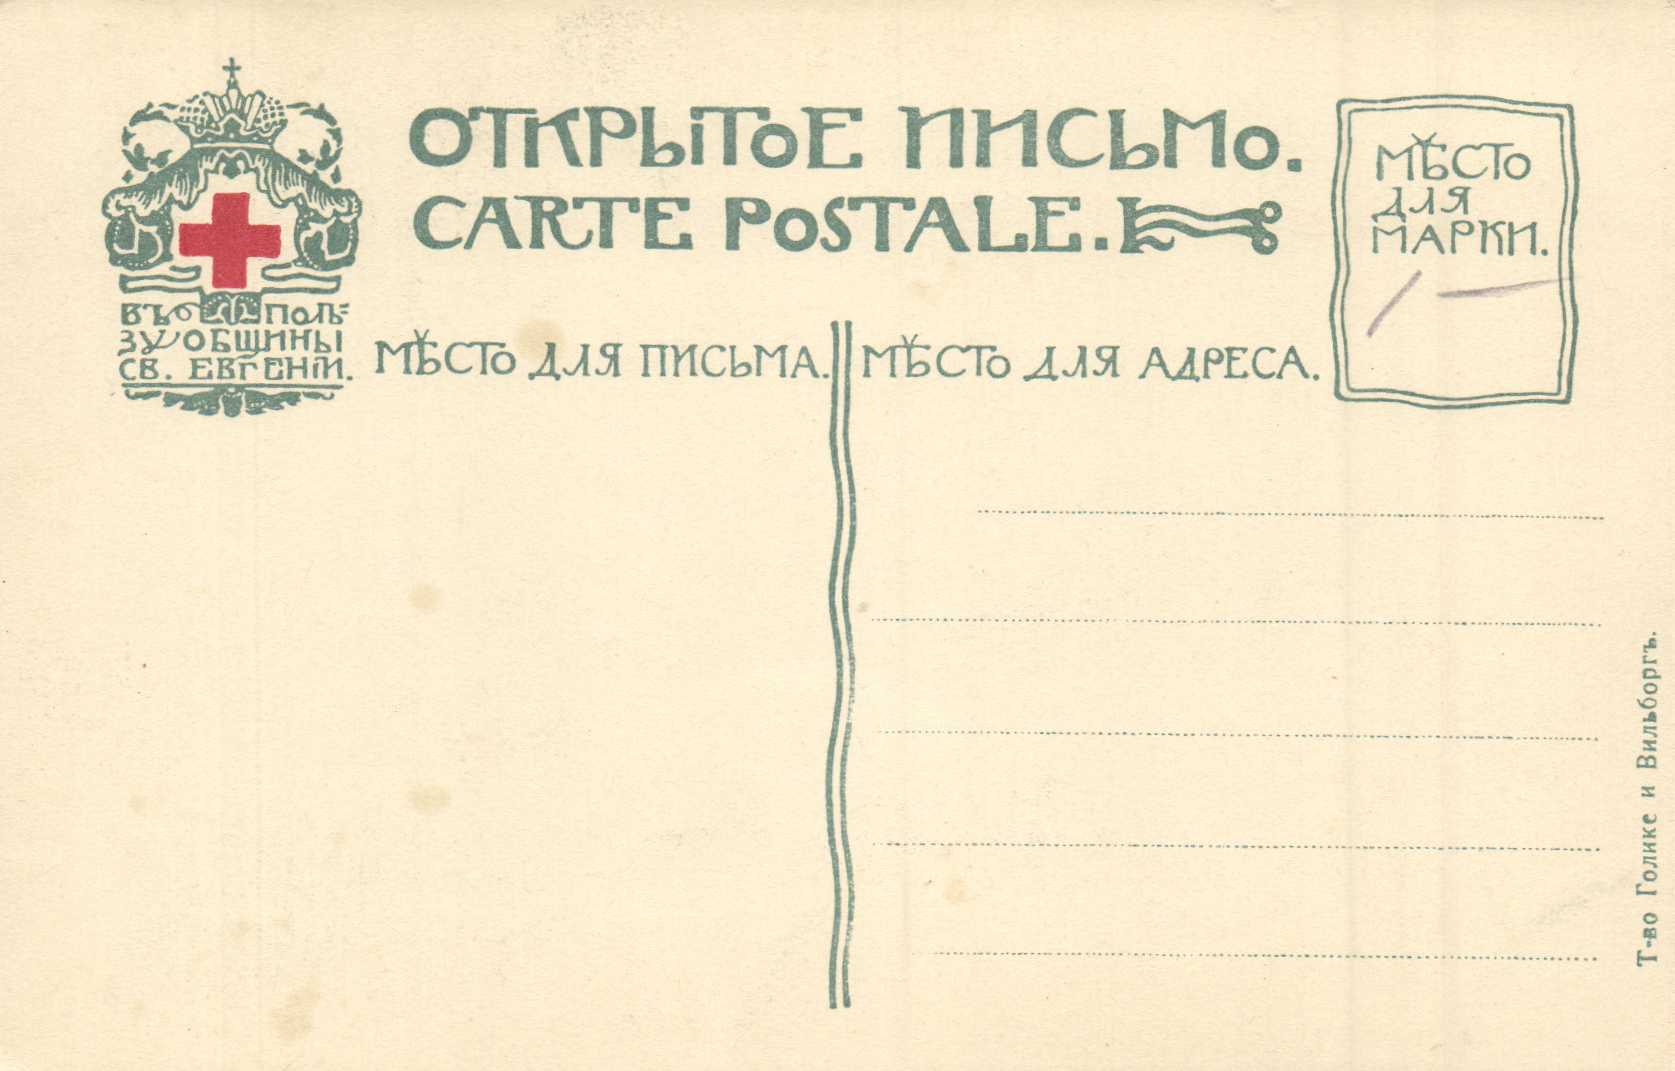 ОТКРЫТОЕ ПИСЬМО.
CARTE POSTALE.
МѢСТО
ДЛЯ
МАРКИ.
ВЪ ПОЛЬ=
ЗУ ОБЩИНЫ
СВ. ЕВГЕНІИ.
МѢСТО ДЛЯ ПИСЬМА.
МѢСТО ДЛЯ АДРЕСА.
Т-во Голике и Вильборгъ.